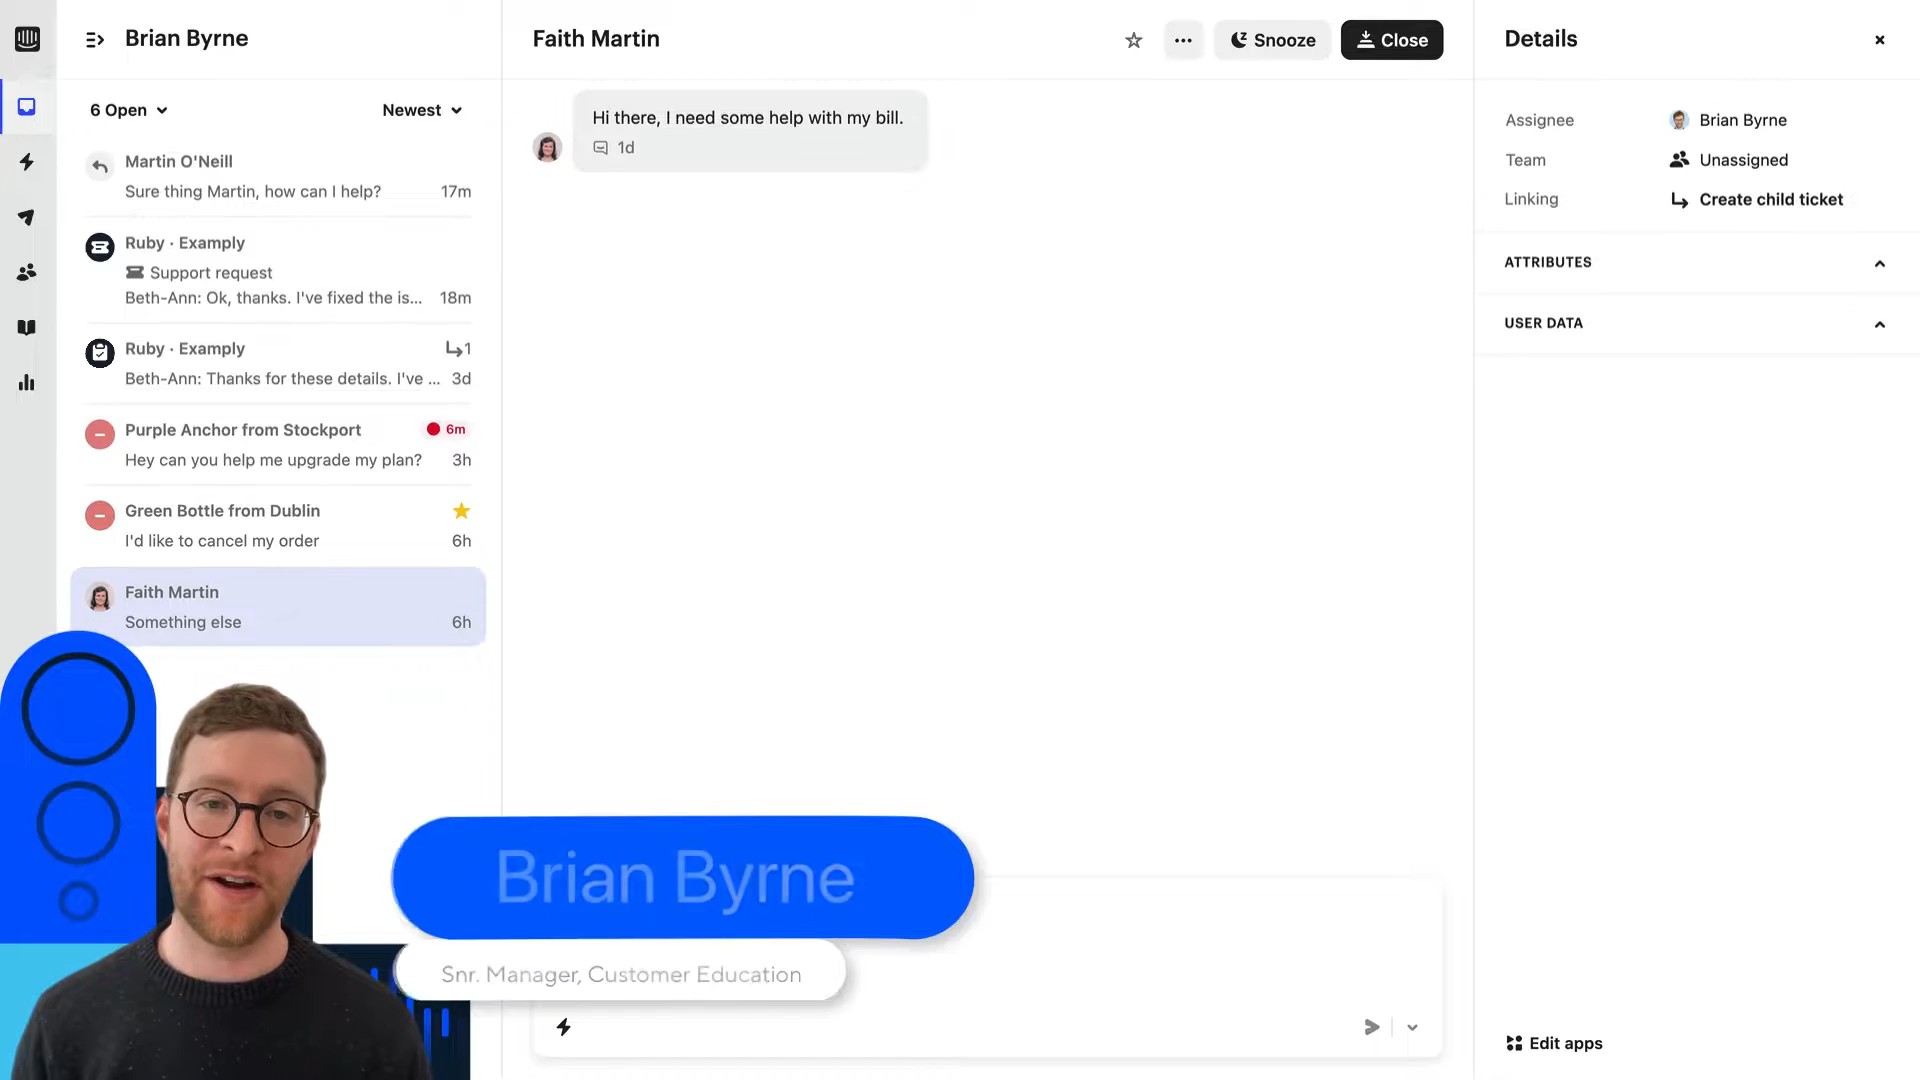 Brian Byrne
6 Open
Newest
Martin O'Neill
Sure thing Martin, how can I help?
17m
Ruby · Examply
Support request
Beth-Ann: Ok, thanks. I've fixed the is...
18m
Ruby · Examply
1
Beth-Ann: Thanks for these details. I've ...
3d
Purple Anchor from Stockport
6m
Hey can you help me upgrade my plan?
3h
Green Bottle from Dublin
I'd like to cancel my order
6h
Faith Martin
Something else
6h
Faith Martin
Snooze
Close
Hi there, I need some help with my bill.
1d
Brian Byrne
Snr. Manager, Customer Education
Details
Assignee
Brian Byrne
Team
Unassigned
Linking
Create child ticket
ATTRIBUTES
USER DATA
Edit apps